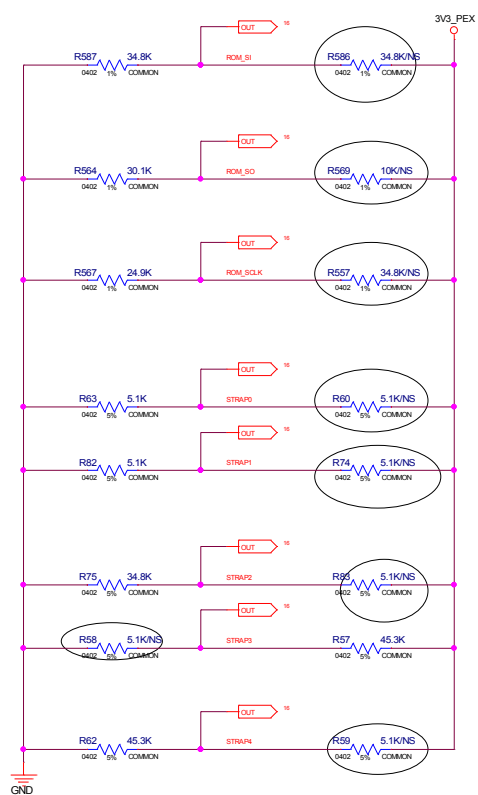 3V3_PEX
OUT 16
R587 34.8K ROM_SI R586 34.8K/NS
0402 1% COMMON 0402 1% COMMON
OUT 16
R564 30.1K ROM_SO R569 10K/NS
0402 1% COMMON 0402 1% COMMON
OUT 16
R567 24.9K ROM_SCLK R557 34.8K/NS
0402 1% COMMON 0402 1% COMMON
OUT 16
R63 5.1K STRAP0 R60 5.1K/NS
0402 5% COMMON 0402 5% COMMON
OUT 16
R82 5.1K STRAP1 R74 5.1K/NS
0402 5% COMMON 0402 5% COMMON
OUT 16
R75 34.8K STRAP2 R83 5.1K/NS
0402 5% COMMON 0402 5% COMMON
OUT 16
R58 5.1K/NS STRAP3 R57 45.3K
0402 5% COMMON 0402 5% COMMON
OUT 16
R62 45.3K STRAP4 R59 5.1K/NS
0402 5% COMMON 0402 5% COMMON
GND